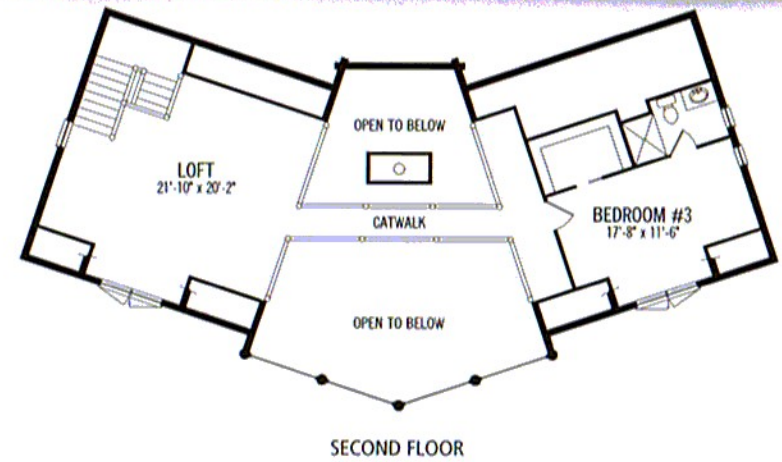 OPEN TO BELOW
LOFT
21'-10" x 20'-2"
CATWALK
BEDROOM #3
17'-8" x 11'-6"
OPEN TO BELOW
SECOND FLOOR